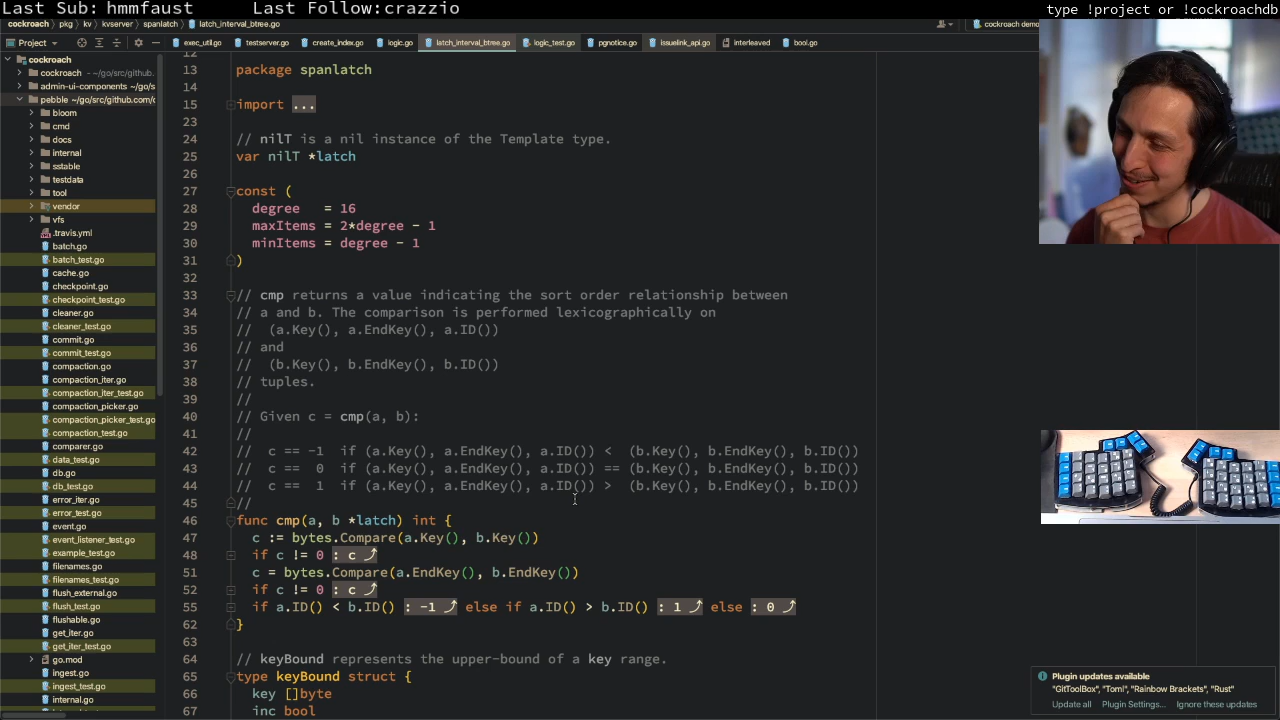 Last Sub: hmmfaust Last Follow:crazzio
type !project or !cockroachdb
cockroach pkg kv kvserver spanlatch latch_interval_btree.go
cockroach demo
Project
exec_util.go testserver.go create_index.go logic.go latch_interval_btree.go logic_test.go pgnotice.go issuelink_api.go interleaved bool.go
cockroach
cockroach ~/go/src/github.
admin-ui-components ~/go/s
pebble ~/go/src/github.com/c
bloom
cmd
docs
internal
sstable
testdata
tool
vendor
vfs
.travis.yml
batch.go
batch_test.go
cache.go
checkpoint.go
checkpoint_test.go
cleaner.go
cleaner_test.go
commit.go
commit_test.go
compaction.go
compaction_iter.go
compaction_iter_test.go
compaction_picker.go
compaction_picker_test.go
compaction_test.go
comparer.go
data_test.go
db.go
db_test.go
error_iter.go
error_test.go
event.go
event_listener_test.go
example_test.go
filenames.go
filenames_test.go
flush_external.go
flush_test.go
flushable.go
get_iter.go
get_iter_test.go
go.mod
ingest.go
ingest_test.go
internal.go
12
13 package spanlatch
14
15 import ...
23
24 // nilT is a nil instance of the Template type.
25 var nilT *latch
26
27 const (
28 degree = 16
29 maxItems = 2*degree - 1
30 minItems = degree - 1
31 )
32
33 // cmp returns a value indicating the sort order relationship between
34 // a and b. The comparison is performed lexicographically on
35 // (a.Key(), a.EndKey(), a.ID())
36 // and
37 // (b.Key(), b.EndKey(), b.ID())
38 // tuples.
39 //
40 // Given c = cmp(a, b):
41 //
42 // c == -1 if (a.Key(), a.EndKey(), a.ID()) < (b.Key(), b.EndKey(), b.ID())
43 // c == 0 if (a.Key(), a.EndKey(), a.ID()) == (b.Key(), b.EndKey(), b.ID())
44 // c == 1 if (a.Key(), a.EndKey(), a.ID()) > (b.Key(), b.EndKey(), b.ID())
45 //
46 func cmp(a, b *latch) int {
47 c := bytes.Compare(a.Key(), b.Key())
48 if c != 0 : c
51 c = bytes.Compare(a.EndKey(), b.EndKey())
52 if c != 0 : c
55 if a.ID() < b.ID() : -1 else if a.ID() > b.ID() : 1 else : 0
62 }
63
64 // keyBound represents the upper-bound of a key range.
65 type keyBound struct {
66 key []byte
67 inc bool
Plugin updates available
"GitToolBox", "Toml", "Rainbow Brackets", "Rust"
Update all Plugin Settings... Ignore these updates